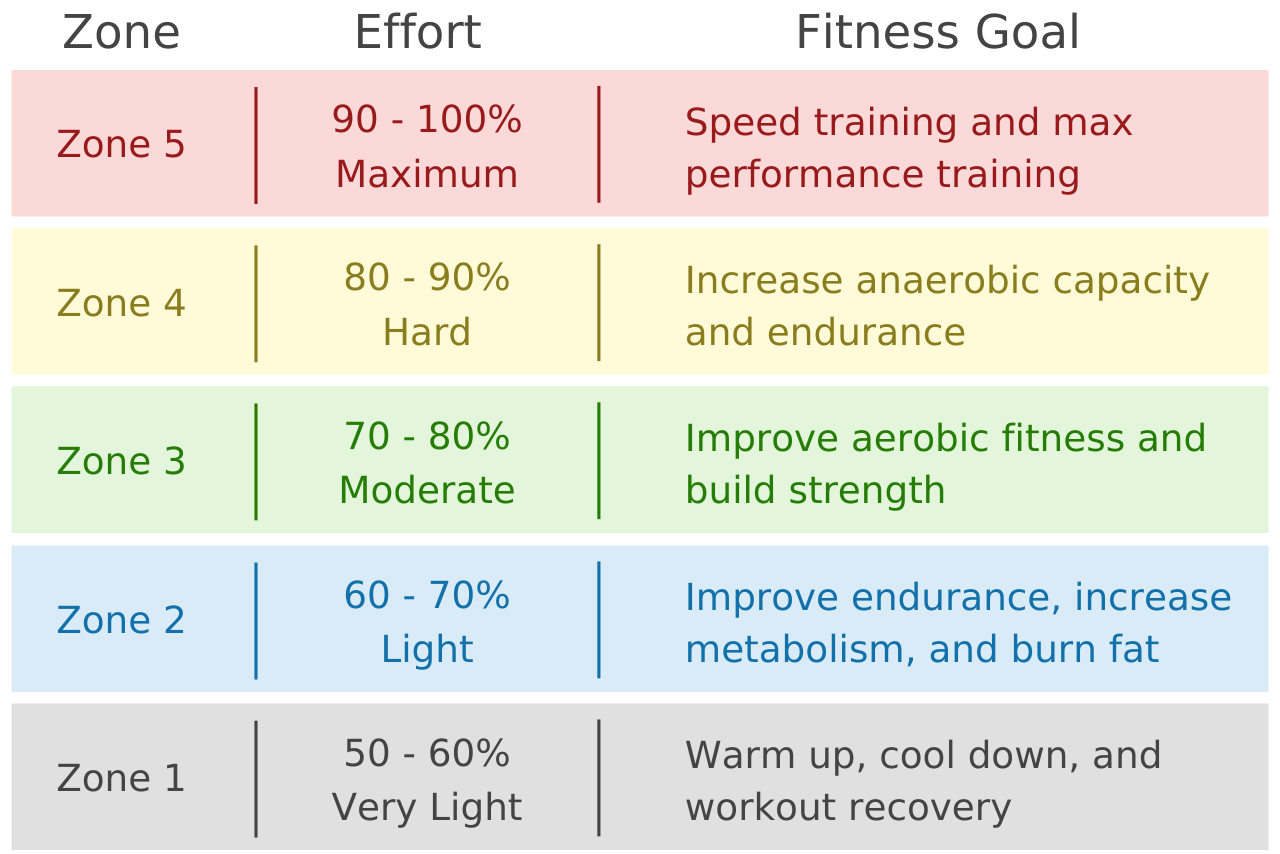 Zone Effort Fitness Goal
Zone 5
90 - 100%
Maximum
Speed training and max
performance training
Zone 4
80 - 90%
Hard
Increase anaerobic capacity
and endurance
Zone 3
70 - 80%
Moderate
Improve aerobic fitness and
build strength
Zone 2
60 - 70%
Light
Improve endurance, increase
metabolism, and burn fat
Zone 1
50 - 60%
Very Light
Warm up, cool down, and
workout recovery